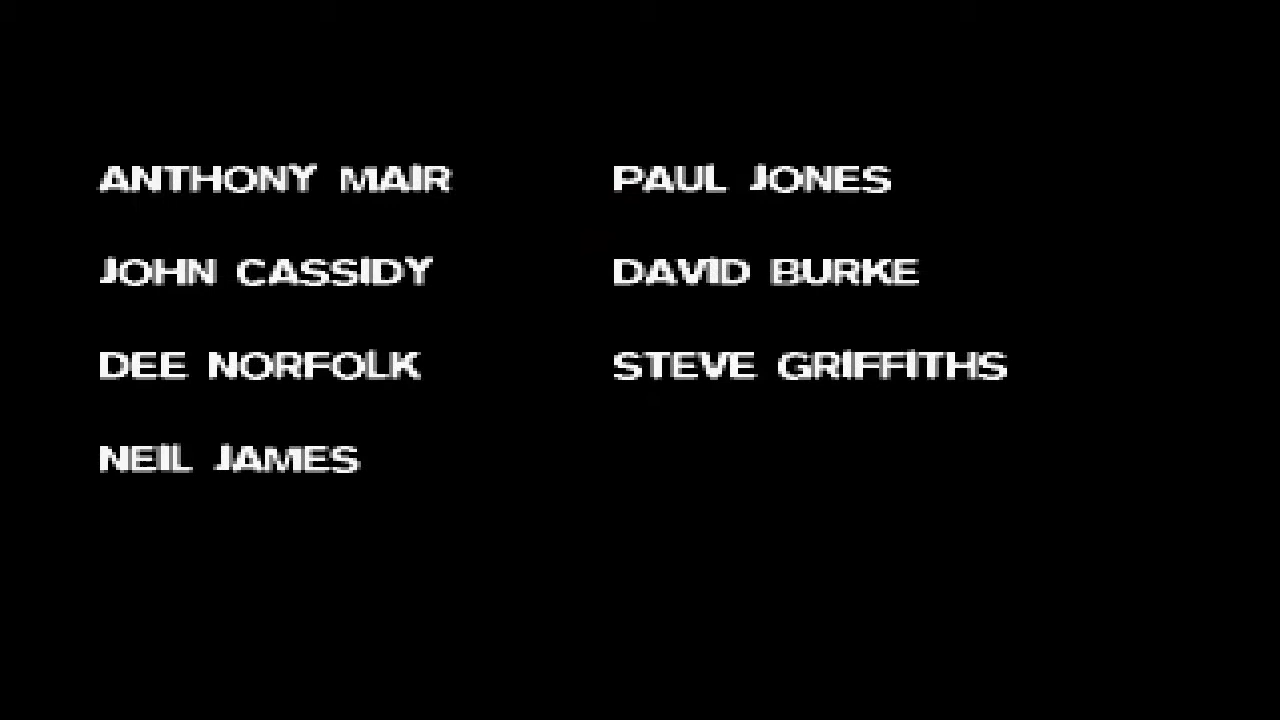 ANTHONY MAIR
JOHN CASSIDY
DEE NORFOLK
NEIL JAMES
PAUL JONES
DAVID BURKE
STEVE GRIFFITHS